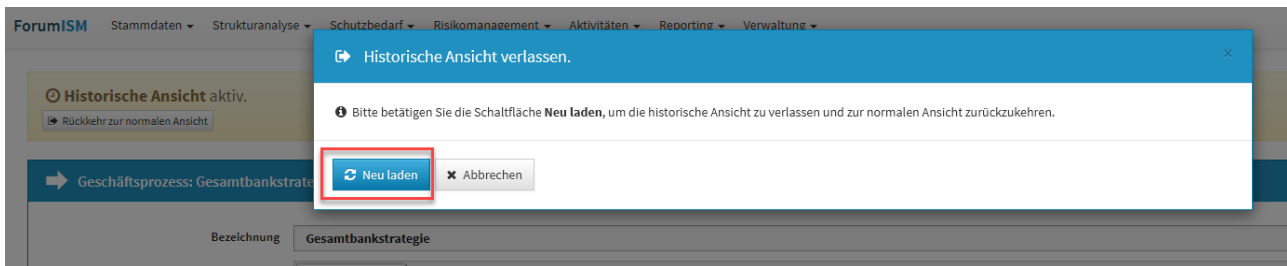 ForumISM Stammdaten Strukturanalyse Schutzbedarf Risikomanagement Aktivitäten Reporting Verwaltung
Historische Ansicht verlassen. ×
Historische Ansicht aktiv.
Rückkehr zur normalen Ansicht
Bitte betätigen Sie die Schaltfläche Neu laden, um die historische Ansicht zu verlassen und zur normalen Ansicht zurückzukehren.
Neu laden Abbrechen
Geschäftsprozess: Gesamtbankstrate
Bezeichnung Gesamtbankstrategie